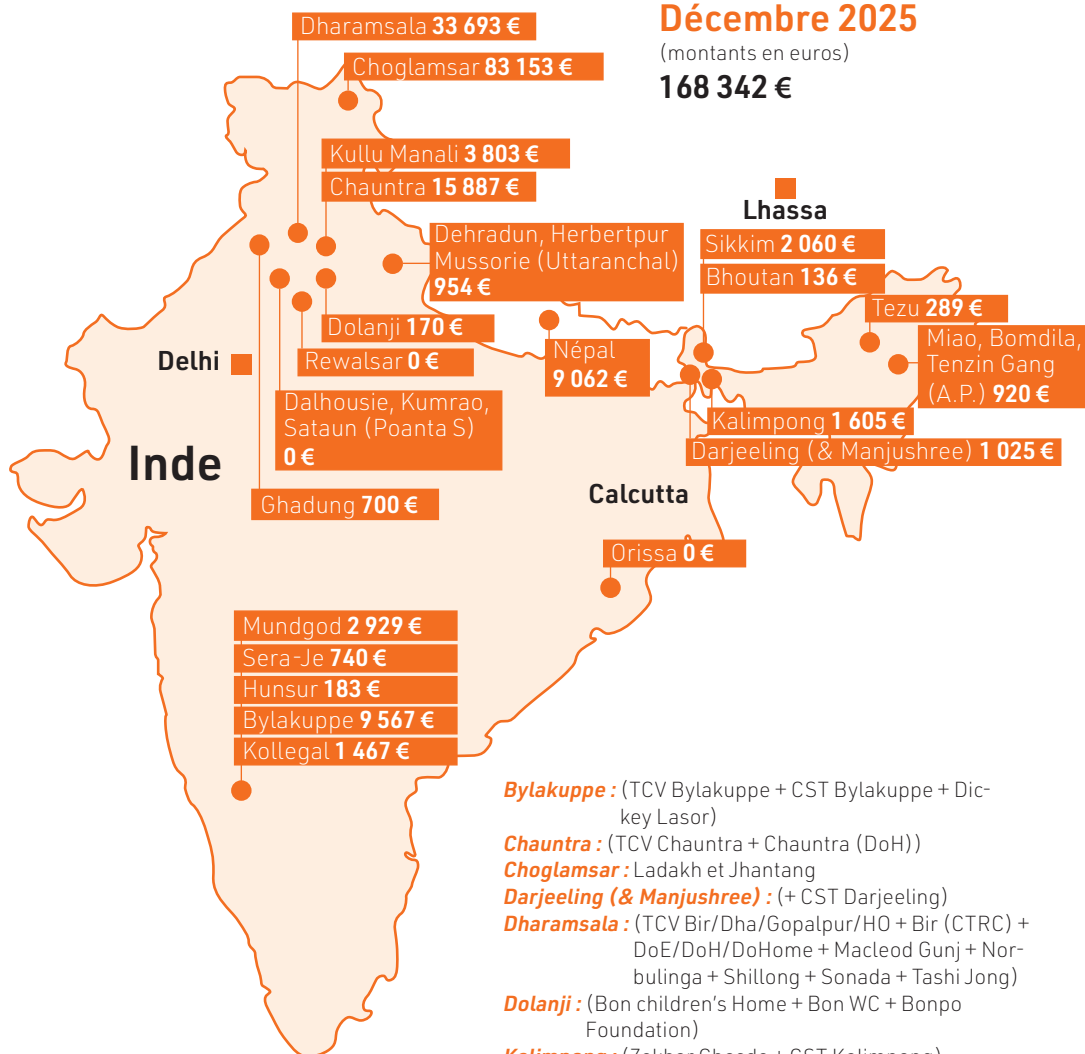 Décembre 2025
(montants en euros)
168 342 €
Dharamsala 33 693 €
Choglamsar 83 153 €
Kullu Manali 3 803 €
Chauntra 15 887 €
Lhassa
Dehradun, Herbertpur
Mussorie (Uttaranchal)
954 €
Sikkim 2 060 €
Bhoutan 136 €
Tezu 289 €
Miao, Bomdila,
Tenzin Gang
(A.P.) 920 €
Dolanji 170 €
Rewalsar 0 €
Népal
9 062 €
Delhi
Dalhousie, Kumrao,
Sataun (Poanta S)
0 €
Kalimpong 1 605 €
Darjeeling (& Manjushree) 1 025 €
Inde
Ghadung 700 €
Calcutta
Orissa 0 €
Mundgod 2 929 €
Sera-Je 740 €
Hunsur 183 €
Bylakuppe 9 567 €
Kollegal 1 467 €
Bylakuppe : (TCV Bylakuppe + CST Bylakuppe + Dic-
key Lasor)
Chauntra : (TCV Chauntra + Chauntra (DoH))
Choglamsar : Ladakh et Jhantang
Darjeeling (& Manjushree) : (+ CST Darjeeling)
Dharamsala : (TCV Bir/Dha/Gopalpur/HO + Bir (CTRC) +
DoE/DoH/DoHome + Macleod Gunj + Nor-
bulinga + Shillong + Sonada + Tashi Jong)
Dolanji : (Bon children's Home + Bon WC + Bonpo
Foundation)